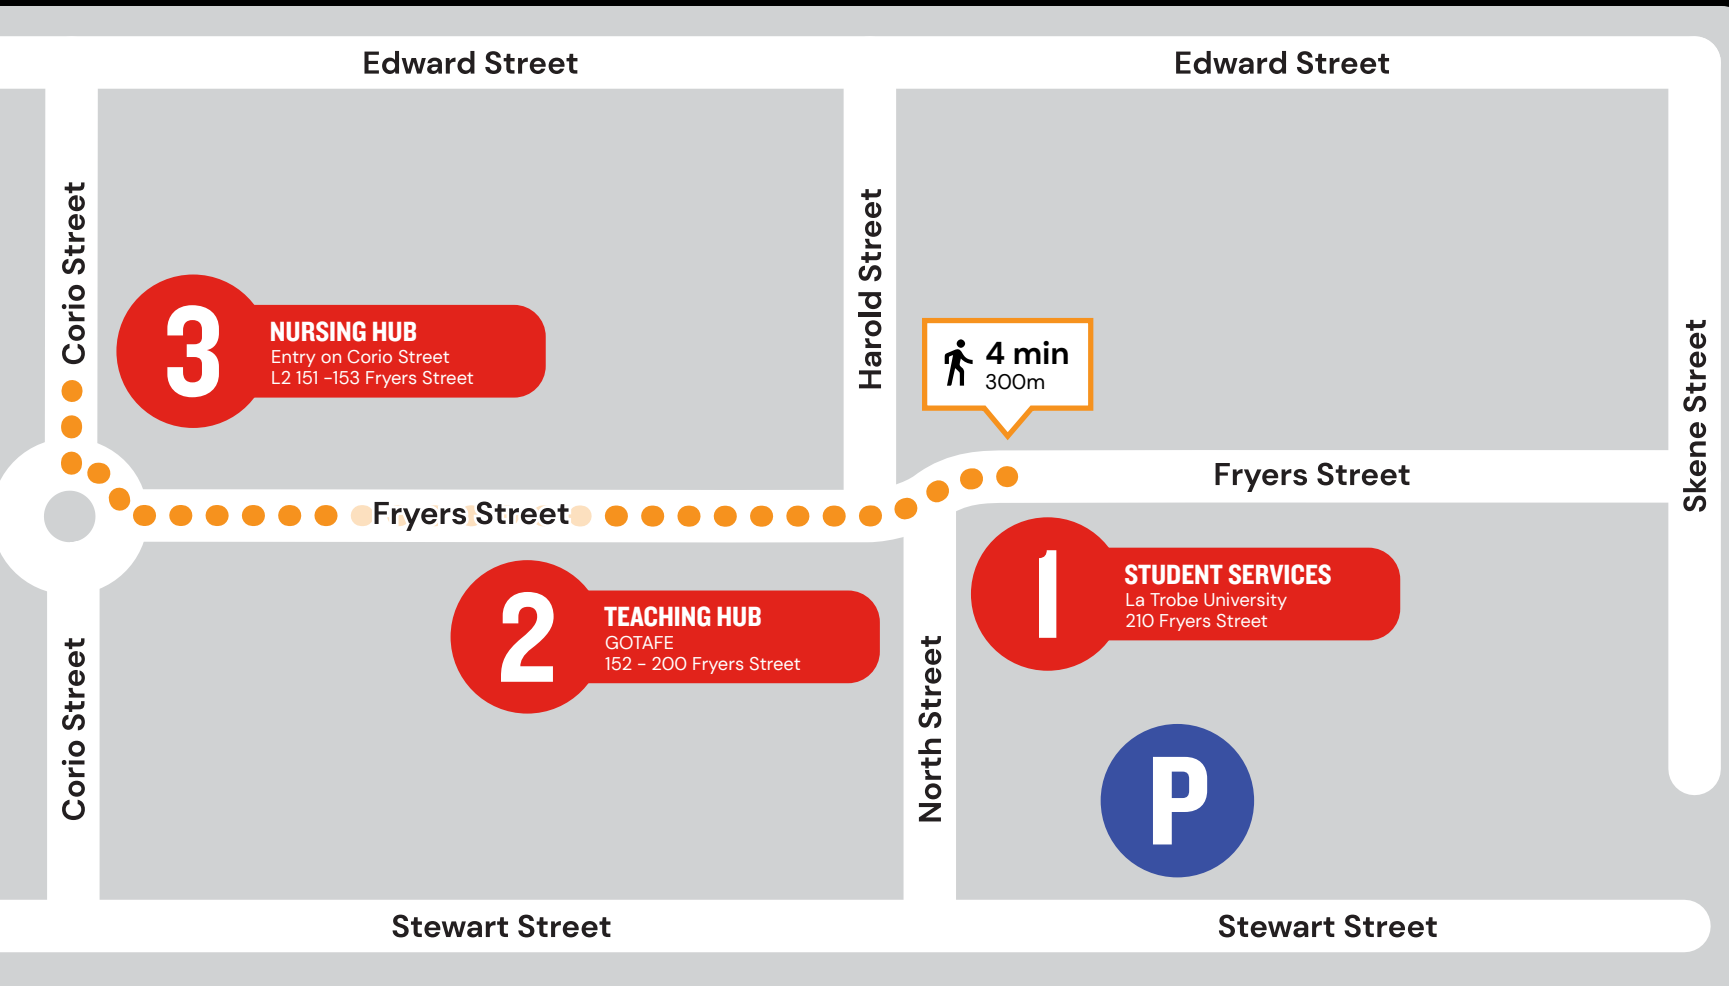 Edward Street
Edward Street
Corio Street
Harold Street
Skene Street
3
NURSING HUB
Entry on Corio Street
L2 151 -153 Fryers Street
4 min
300m
Fryers Street
Fryers Street
1
STUDENT SERVICES
La Trobe University
210 Fryers Street
2
TEACHING HUB
GOTAFE
152 - 200 Fryers Street
Corio Street
North Street
P
Stewart Street
Stewart Street